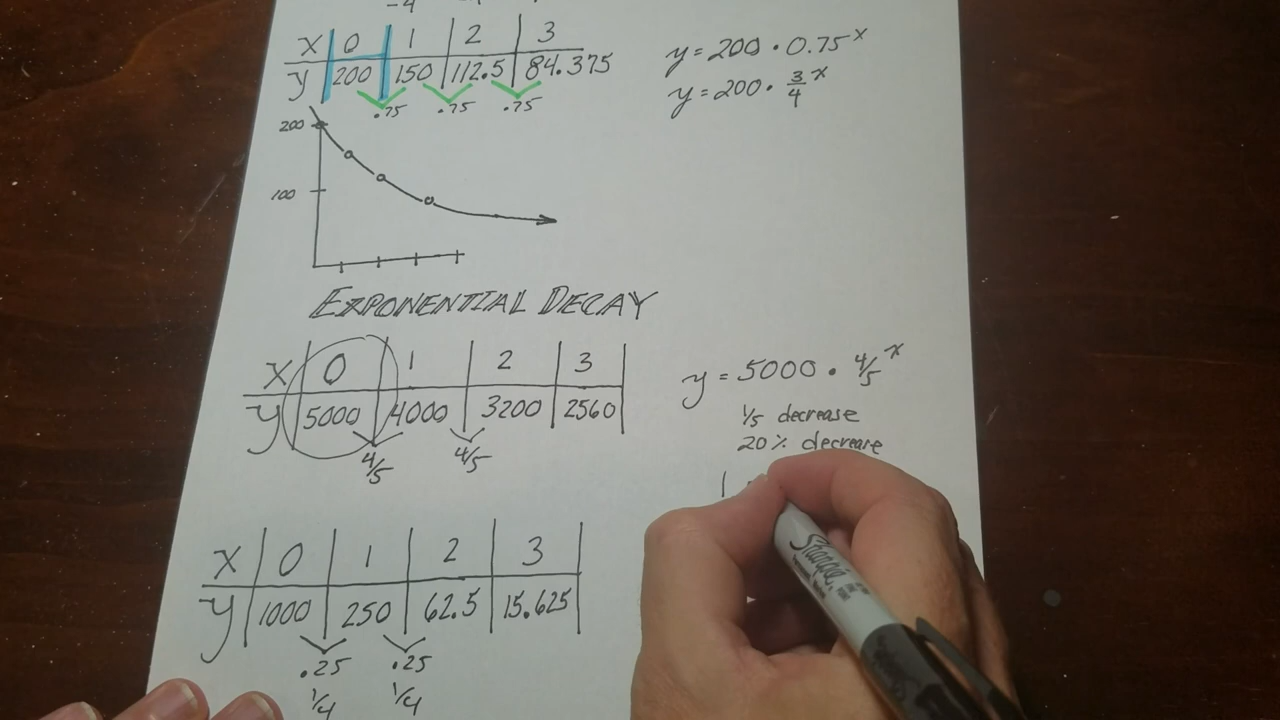 -4
x 0 1 2 3
y 200 150 112.5 84.375
.75 .75 .75
y = 200 · 0.75^x
y = 200 · 3/4^x
200
100
EXPONENTIAL DECAY
x 0 1 2 3
y 5000 4000 3200 2560
4/5 4/5
y = 5000 · 4/5^x
1/5 decrease
20% decrease
x 0 1 2 3
y 1000 250 62.5 15.625
.25 .25
1/4 1/4
Sharpie